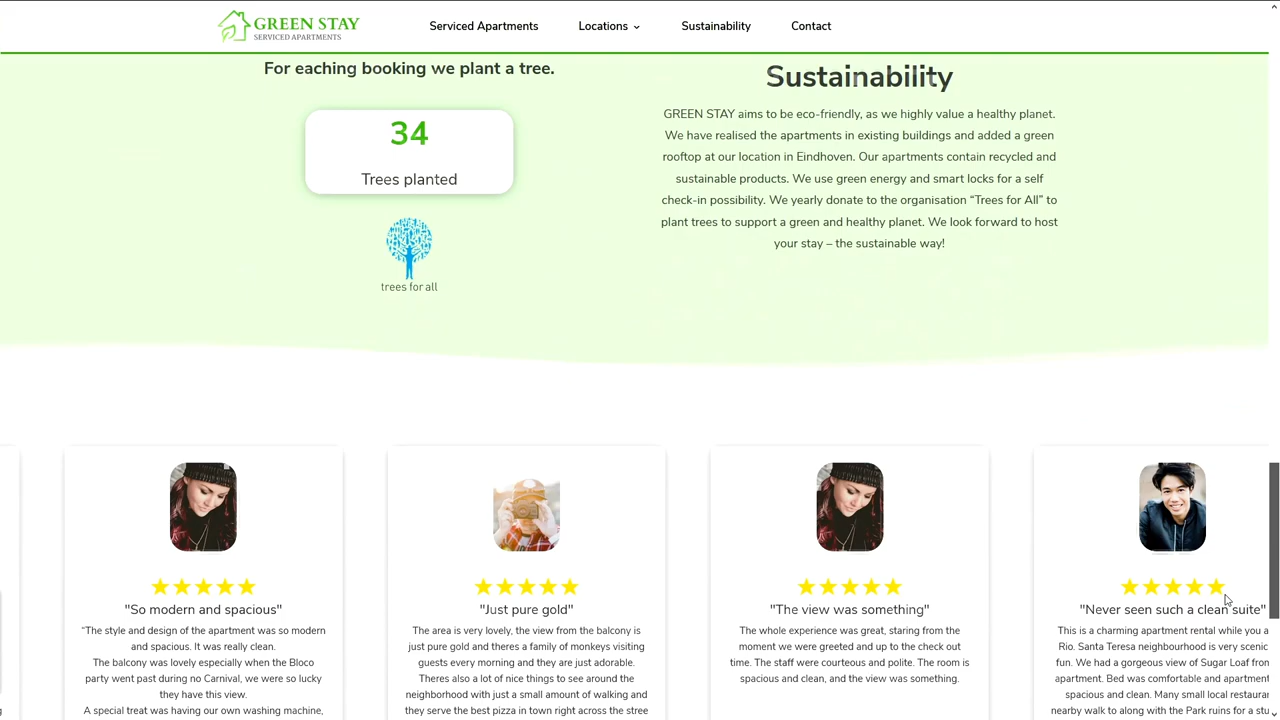 GREEN STAY
SERVICED APARTMENTS
Serviced Apartments
Locations
Sustainability
Contact
For eaching booking we plant a tree.
34
Trees planted
trees for all
Sustainability
GREEN STAY aims to be eco-friendly, as we highly value a healthy planet.
We have realised the apartments in existing buildings and added a green
rooftop at our location in Eindhoven. Our apartments contain recycled and
sustainable products. We use green energy and smart locks for a self
check-in possibility. We yearly donate to the organisation “Trees for All” to
plant trees to support a green and healthy planet. We look forward to host
your stay – the sustainable way!
"So modern and spacious"
“The style and design of the apartment was so modern
and spacious. It was really clean.
The balcony was lovely especially when the Bloco
party went past during no Carnival, we were so lucky
they have this view.
A special treat was having our own washing machine,
"Just pure gold"
The area is very lovely, the view from the balcony is
just pure gold and theres a family of monkeys visiting
guests every morning and they are just adorable.
Theres also a lot of nice things to see around the
neighborhood with just a small amount of walking and
they serve the best pizza in town right across the stree
"The view was something"
The whole experience was great, staring from the
moment we were greeted and up to the check out
time. The staff were courteous and polite. The room is
spacious and clean, and the view was something.
"Never seen such a clean suite"
This is a charming apartment rental while you a
Rio. Santa Teresa neighbourhood is very scenic
fun. We had a gorgeous view of Sugar Loaf from
apartment. Bed was comfortable and apartment
spacious and clean. Many small local restaurar
nearby walk to along with the Park ruins for a stu